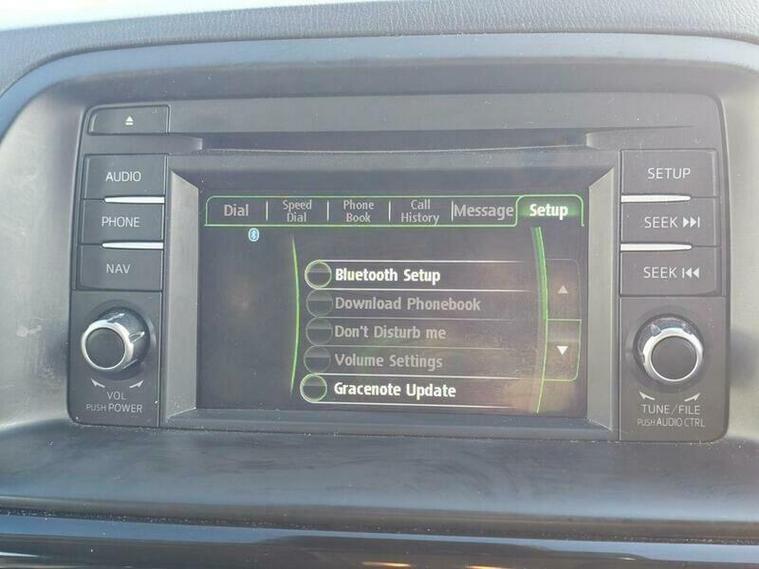 AUDIO
PHONE
NAV
VOL
PUSH POWER
Dial
Speed
Dial
Phone
Book
Call
History
Message
Setup
Bluetooth Setup
Download Phonebook
Don't Disturb me
Volume Settings
Gracenote Update
SETUP
SEEK
SEEK
TUNE/FILE
PUSH AUDIO CTRL